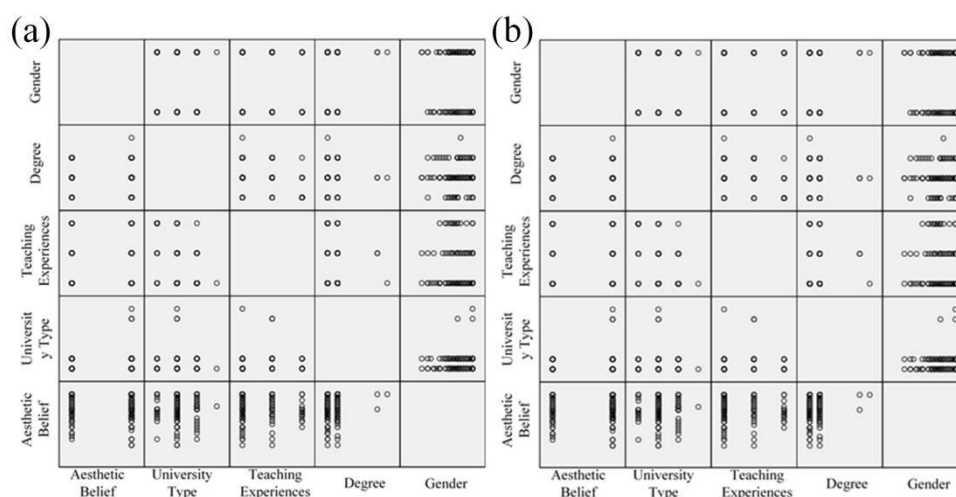 (a)
Gender
Degree
Teaching
Experiences
Universit
y Type
Aesthetic
Belief
Aesthetic
Belief
University
Type
Teaching
Experiences
Degree
Gender
(b)
Gender
Degree
Teaching
Experiences
Universit
y Type
Aesthetic
Belief
Aesthetic
Belief
University
Type
Teaching
Experiences
Degree
Gender